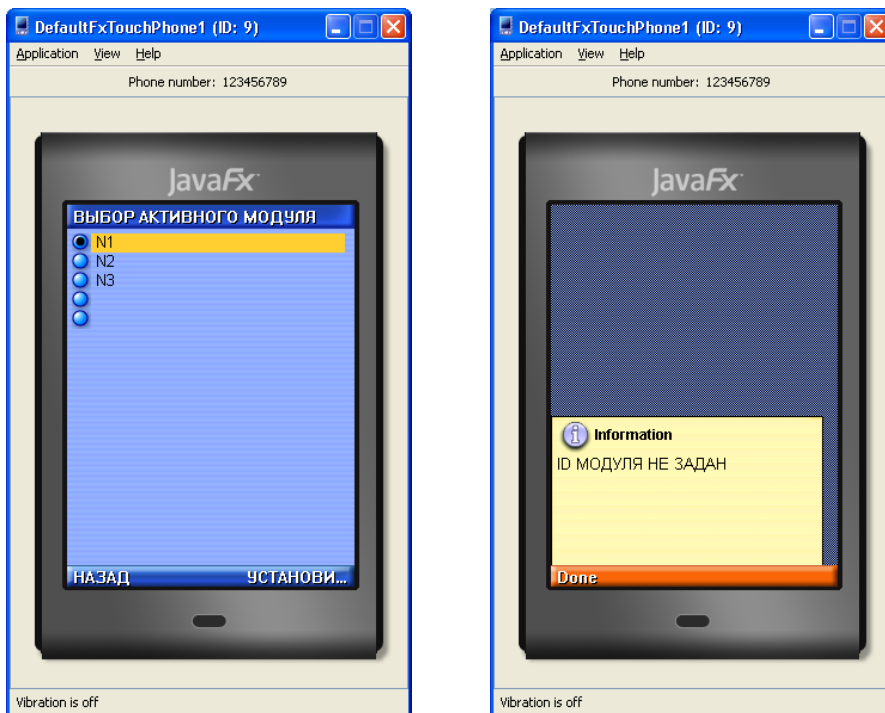 DefaultFxTouchPhone1 (ID: 9)
Application View Help
Phone number: 123456789
JavaFx
ВЫБОР АКТИВНОГО МОДУЛЯ
N1
N2
N3
НАЗАД УСТАНОВИ...
Vibration is off
DefaultFxTouchPhone1 (ID: 9)
Application View Help
Phone number: 123456789
JavaFx
Information
ID МОДУЛЯ НЕ ЗАДАН
Done
Vibration is off